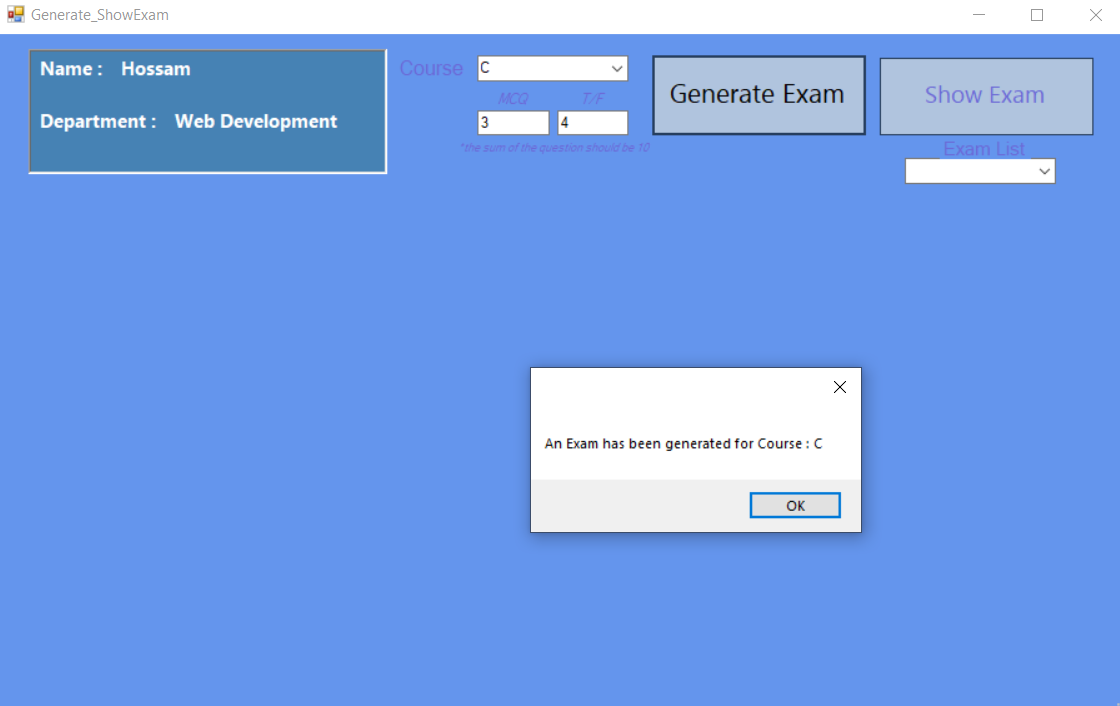 Generate_ShowExam
Name : Hossam
Department : Web Development
Course C
MCQ T/F
3 4
*the sum of the question should be 10
Generate Exam
Show Exam
Exam List
An Exam has been generated for Course : C
OK